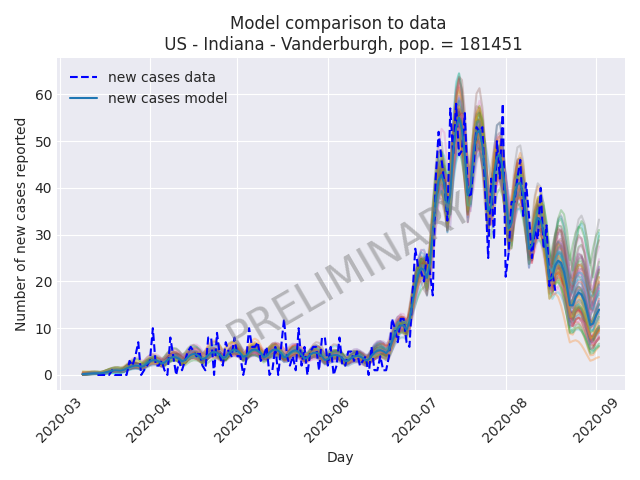 Model comparison to data
US - Indiana - Vanderburgh, pop. = 181451
new cases data
new cases model
PRELIMINARY
Number of new cases reported
60
50
40
30
20
10
0
2020-03
2020-04
2020-05
2020-06
2020-07
2020-08
2020-09
Day